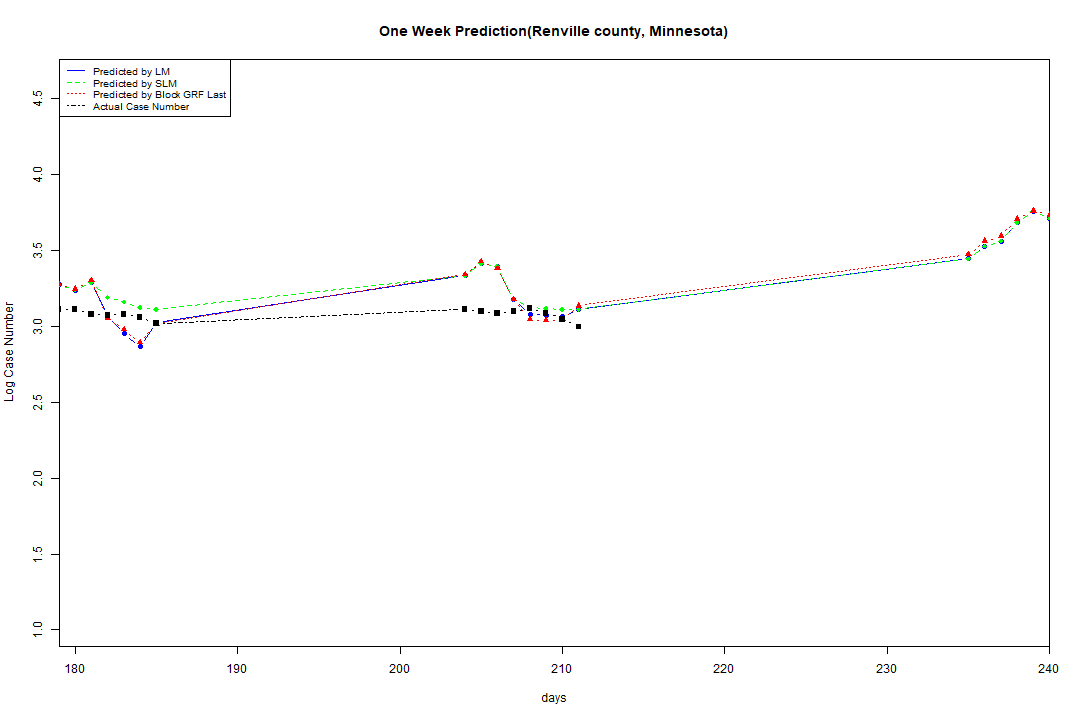 One Week Prediction(Renville county, Minnesota)
Predicted by LM
Predicted by SLM
Predicted by Block GRF Last
Actual Case Number
4.5
4.0
3.5
3.0
2.5
2.0
1.5
1.0
Log Case Number
180 190 200 210 220 230 240
days